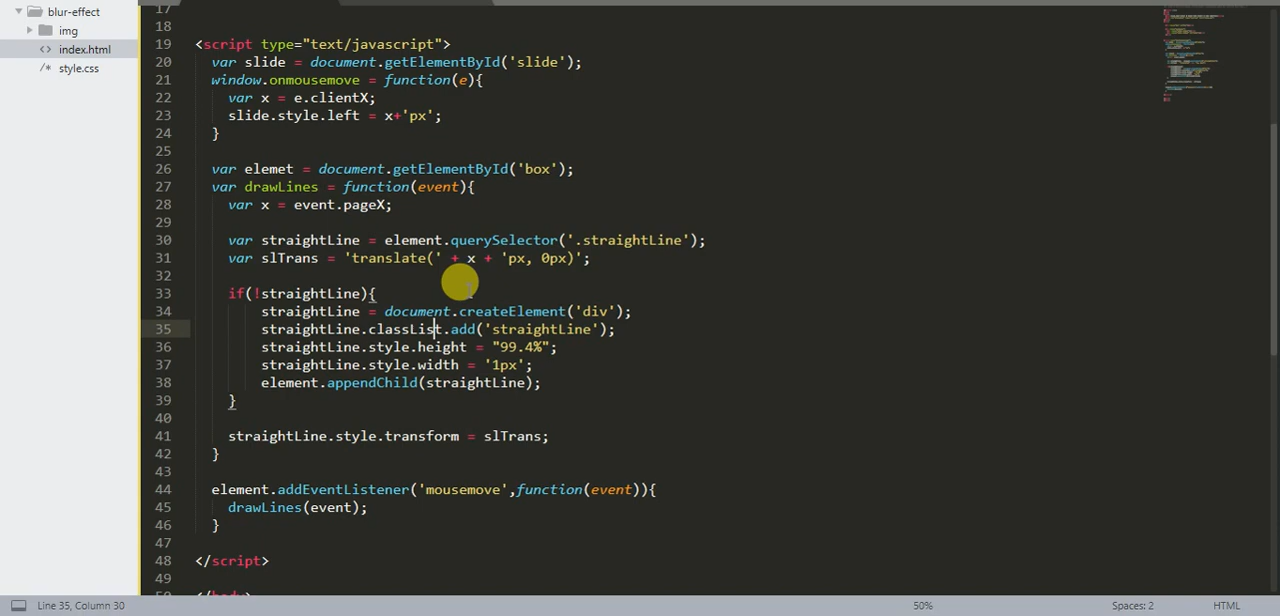 blur-effect
img
<> index.html
/* style.css
17
18
19 <script type="text/javascript">
20 var slide = document.getElementById('slide');
21 window.onmousemove = function(e){
22 var x = e.clientX;
23 slide.style.left = x+'px';
24 }
25
26 var elemet = document.getElementById('box');
27 var drawLines = function(event){
28 var x = event.pageX;
29
30 var straightLine = element.querySelector('.straightLine');
31 var slTrans = 'translate(' + x + 'px, 0px)';
32
33 if(!straightLine){
34 straightLine = document.createElement('div');
35 straightLine.classList.add('straightLine');
36 straightLine.style.height = "99.4%";
37 straightLine.style.width = '1px';
38 element.appendChild(straightLine);
39 }
40
41 straightLine.style.transform = slTrans;
42 }
43
44 element.addEventListener('mousemove',function(event)){
45 drawLines(event);
46 }
47
48 </script>
49
50 </body>
Line 35, Column 30 50% Spaces: 2 HTML